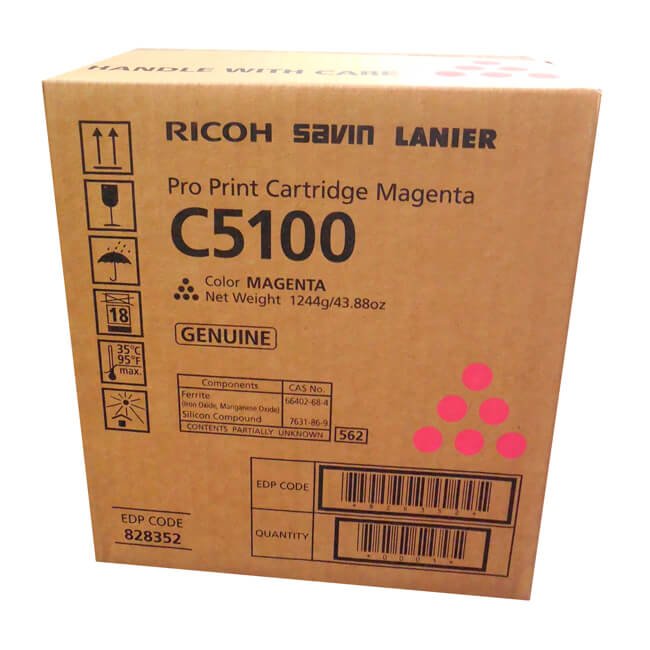 HANDLE WITH CARE
RICOH SAVIN LANIER
Pro Print Cartridge Magenta
C5100
Color MAGENTA
Net Weight 1244g/43.88oz
GENUINE
18
35°C
95°F
max.
Components CAS No.
Ferrite 66402-68-4
(Iron Oxide, Manganese Oxide)
Silicon Compound 7631-86-9
CONTENTS PARTIALLY UNKNOWN 562
EDP CODE *828352*
QUANTITY *0001*
EDP CODE
828352